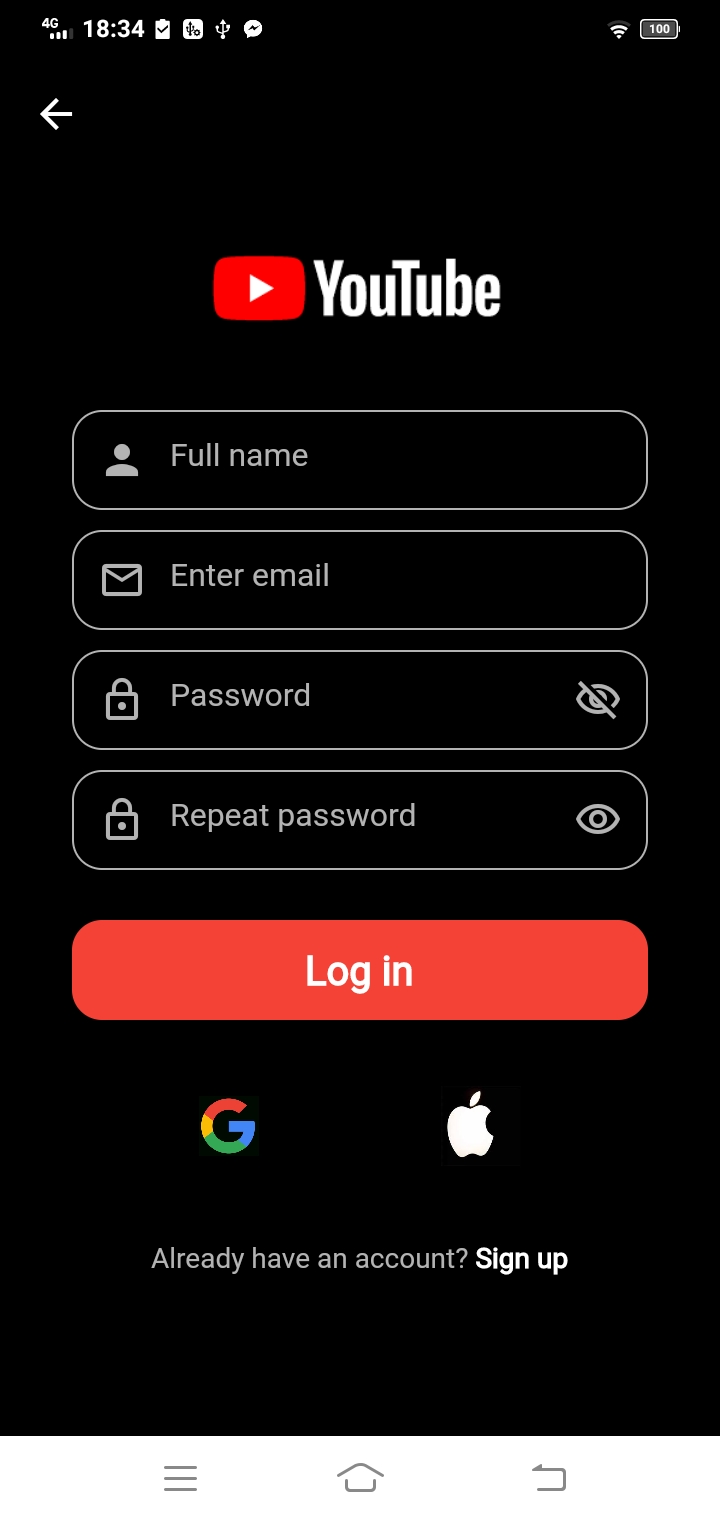 4G 18:34 100
YouTube
Full name
Enter email
Password
Repeat password
Log in
Already have an account? Sign up